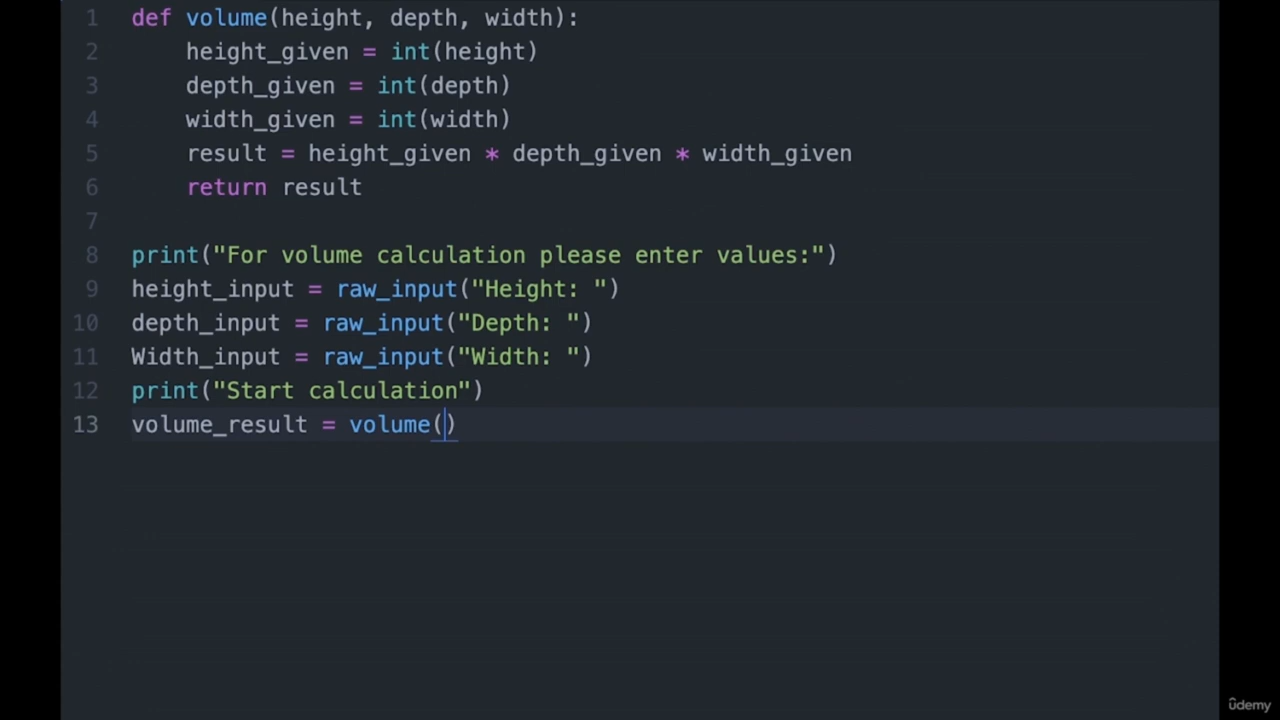 1 def volume(height, depth, width):
2     height_given = int(height)
3     depth_given = int(depth)
4     width_given = int(width)
5     result = height_given * depth_given * width_given
6     return result
7
8 print("For volume calculation please enter values:")
9 height_input = raw_input("Height: ")
10 depth_input = raw_input("Depth: ")
11 Width_input = raw_input("Width: ")
12 print("Start calculation")
13 volume_result = volume()
ûdemy